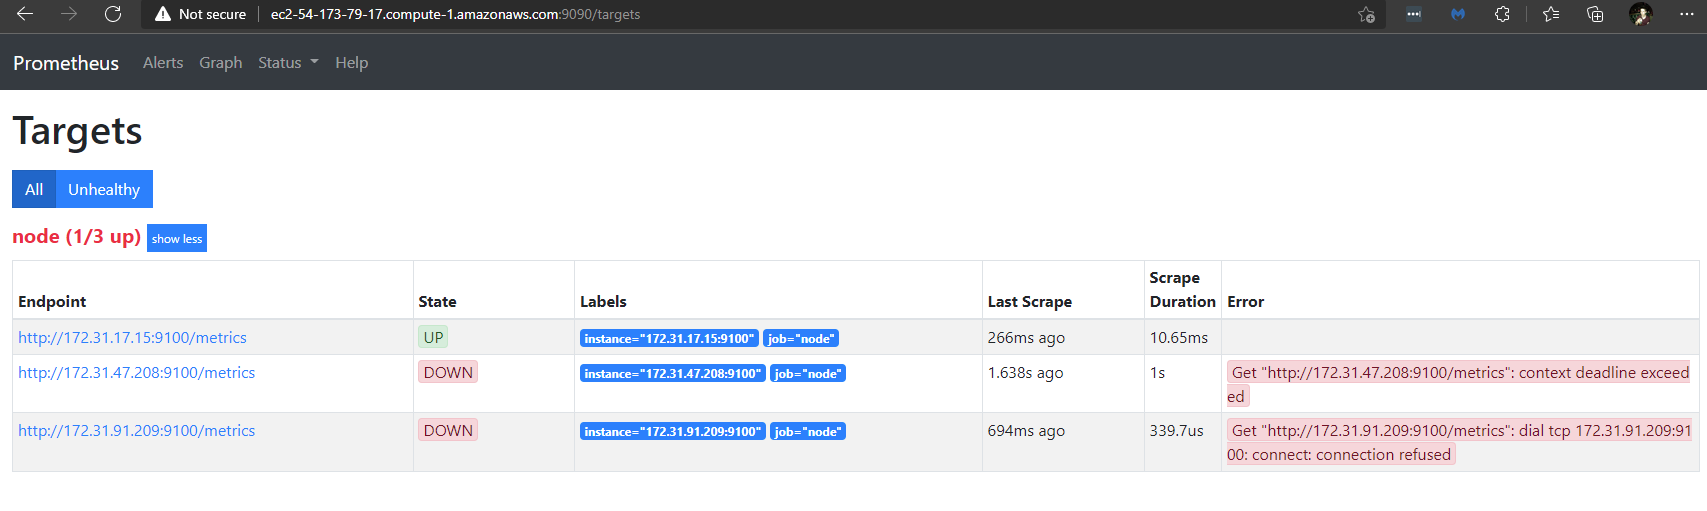 Not secure ec2-54-173-79-17.compute-1.amazonaws.com:9090/targets
Prometheus Alerts Graph Status Help
Targets
All Unhealthy
node (1/3 up) show less
Endpoint State Labels Last Scrape Scrape Duration Error
http://172.31.17.15:9100/metrics UP instance="172.31.17.15:9100" job="node" 266ms ago 10.65ms
http://172.31.47.208:9100/metrics DOWN instance="172.31.47.208:9100" job="node" 1.638s ago 1s Get "http://172.31.47.208:9100/metrics": context deadline exceed
ed
http://172.31.91.209:9100/metrics DOWN instance="172.31.91.209:9100" job="node" 694ms ago 339.7us Get "http://172.31.91.209:9100/metrics": dial tcp 172.31.91.209:91
00: connect: connection refused